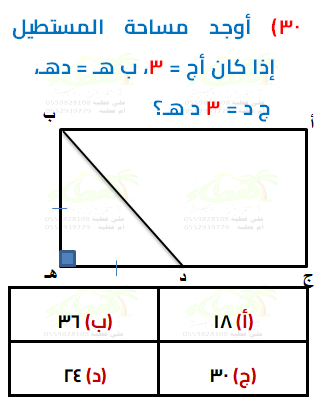 ٣٠) أوجد مساحة المستطيل
إذا كان أج = ٣، ب هـ = دهـ،
ج د = ٣ د هـ؟
ب
أ
هـ
د
ج
(أ) ١٨
(ب) ٣٦
(ج) ٣٠
(د) ٢٤